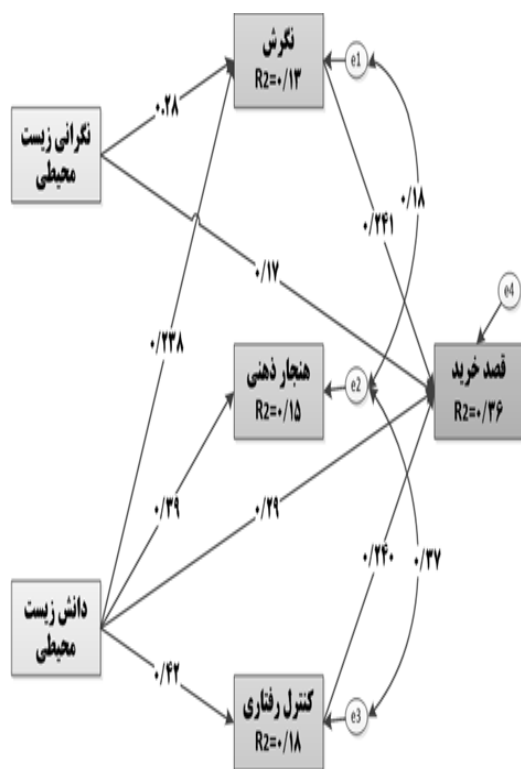 نگرش
R2=۰/۱۳
e1
۰.۲۸
نگرانی زیست
محیطی
۰/۱۸
۰/۲۴۱
۰/۱۷
e4
۰/۲۳۸
هنجار ذهنی
R2=۰/۱۵
e2
قصد خرید
R2=۰/۳۶
۰/۳۹
۰/۲۹
۰/۲۴۰
۰/۳۷
دانش زیست
محیطی
۰/۴۲
کنترل رفتاری
R2=۰/۱۸
e3